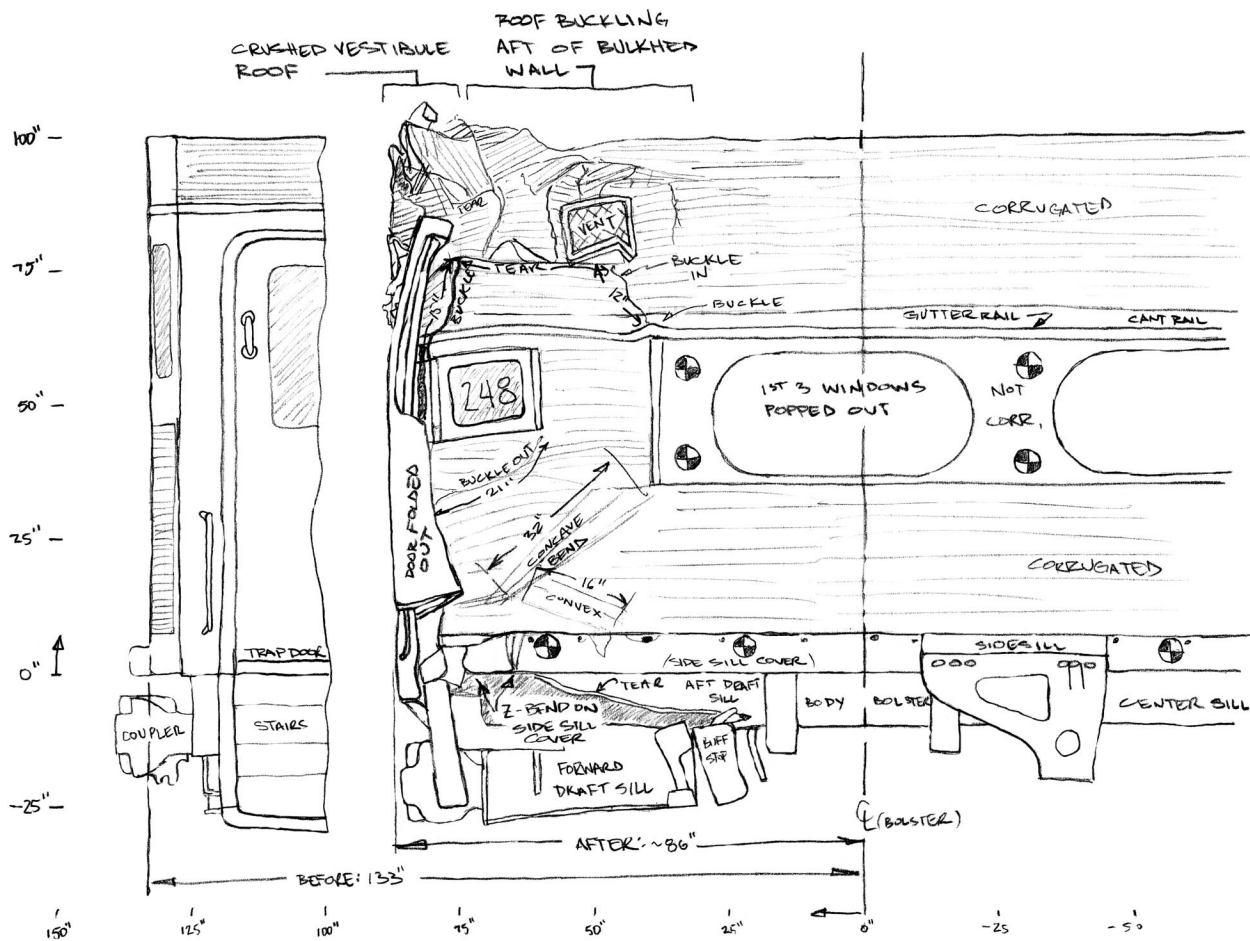 ROOF BUCKLING
AFT OF BULKHED
WALL
CRUSHED VESTIBULE
ROOF
100"
TEAR
VENT
CORRUGATED
75"
TEAR
BUCKLE
IN
BUCKLE
12"
BUCKLE
GUTTER RAIL
CANT RAIL
248
1ST 3 WINDOWS
POPPED OUT
NOT
CORR.
50"
BUCKLE OUT
21"
DOOR FOLDED
OUT
32"
CONCAVE
BEND
25"
16"
CONVEX
CORRUGATED
TRAP DOOR
0"
(SIDE SILL COVER)
SIDESILL
TEAR
AFT DRAFT
SILL
Z-BEND ON
SIDE SILL
COVER
BODY BOLSTER
CENTER SILL
COUPLER
STAIRS
BUFF
STOP
FORWARD
DRAFT SILL
-25"
CL (BOLSTER)
AFTER: ~86"
BEFORE: 133"
150" 125" 100" 75" 50" 25" 0" -25 -50